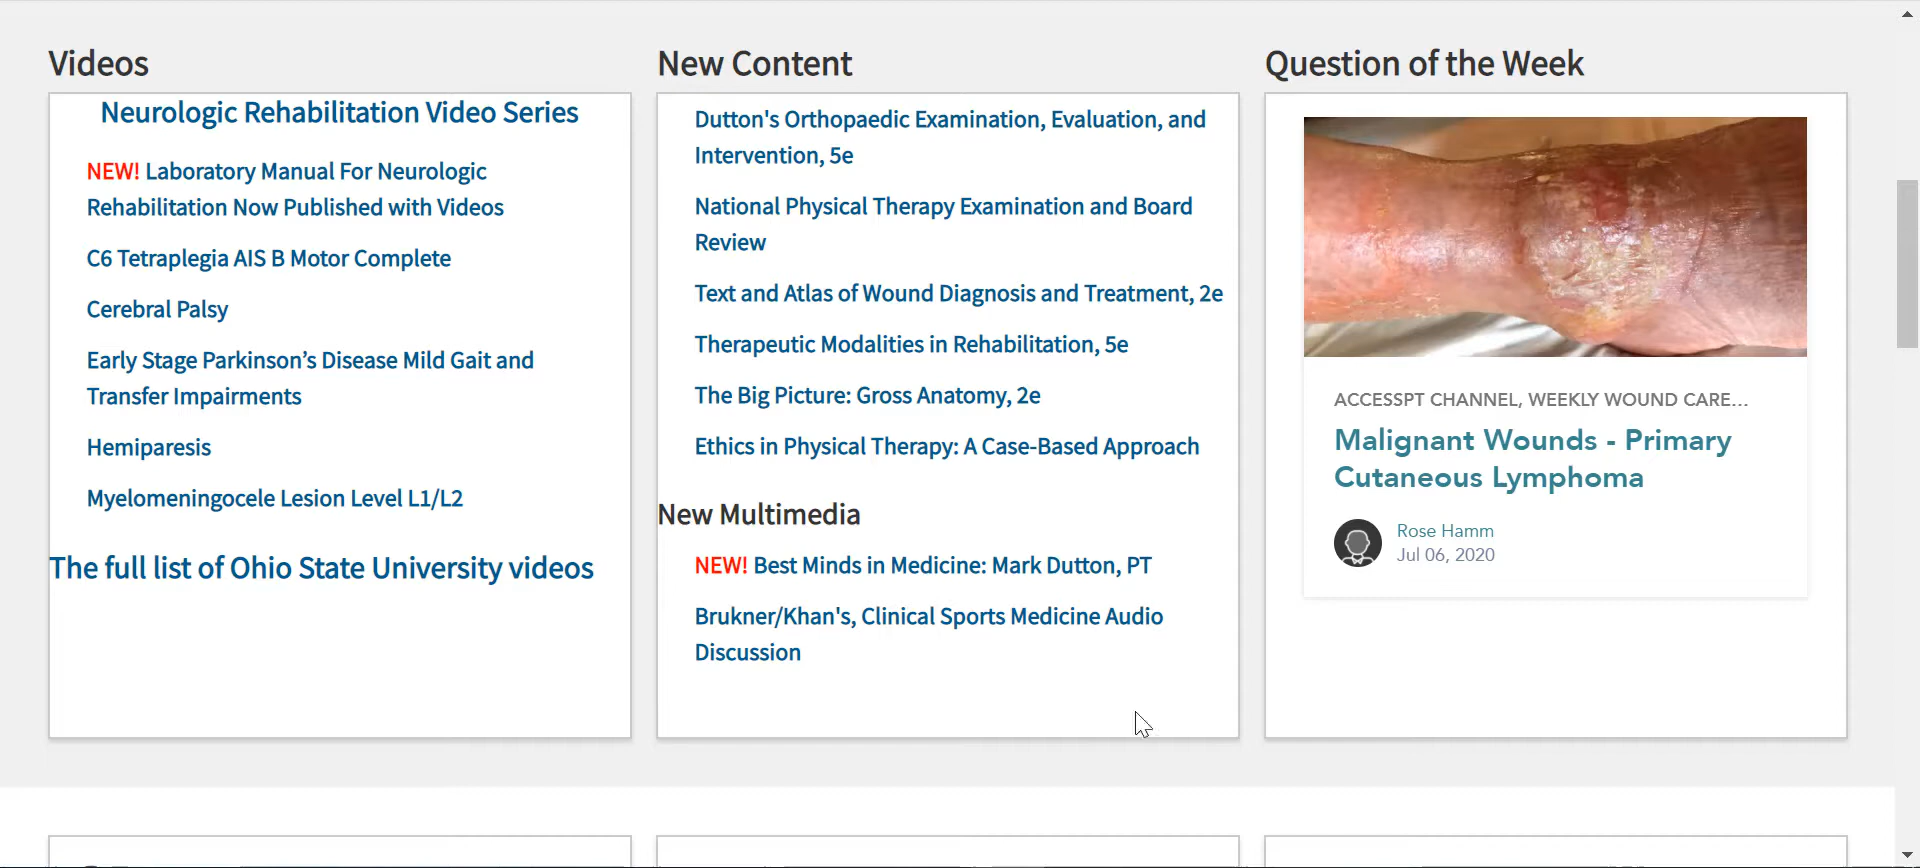 Videos
Neurologic Rehabilitation Video Series
NEW! Laboratory Manual For Neurologic
Rehabilitation Now Published with Videos
C6 Tetraplegia AIS B Motor Complete
Cerebral Palsy
Early Stage Parkinson’s Disease Mild Gait and
Transfer Impairments
Hemiparesis
Myelomeningocele Lesion Level L1/L2
The full list of Ohio State University videos
New Content
Dutton's Orthopaedic Examination, Evaluation, and
Intervention, 5e
National Physical Therapy Examination and Board
Review
Text and Atlas of Wound Diagnosis and Treatment, 2e
Therapeutic Modalities in Rehabilitation, 5e
The Big Picture: Gross Anatomy, 2e
Ethics in Physical Therapy: A Case-Based Approach
New Multimedia
NEW! Best Minds in Medicine: Mark Dutton, PT
Brukner/Khan's, Clinical Sports Medicine Audio
Discussion
Question of the Week
ACCESSPT CHANNEL, WEEKLY WOUND CARE...
Malignant Wounds - Primary
Cutaneous Lymphoma
Rose Hamm
Jul 06, 2020